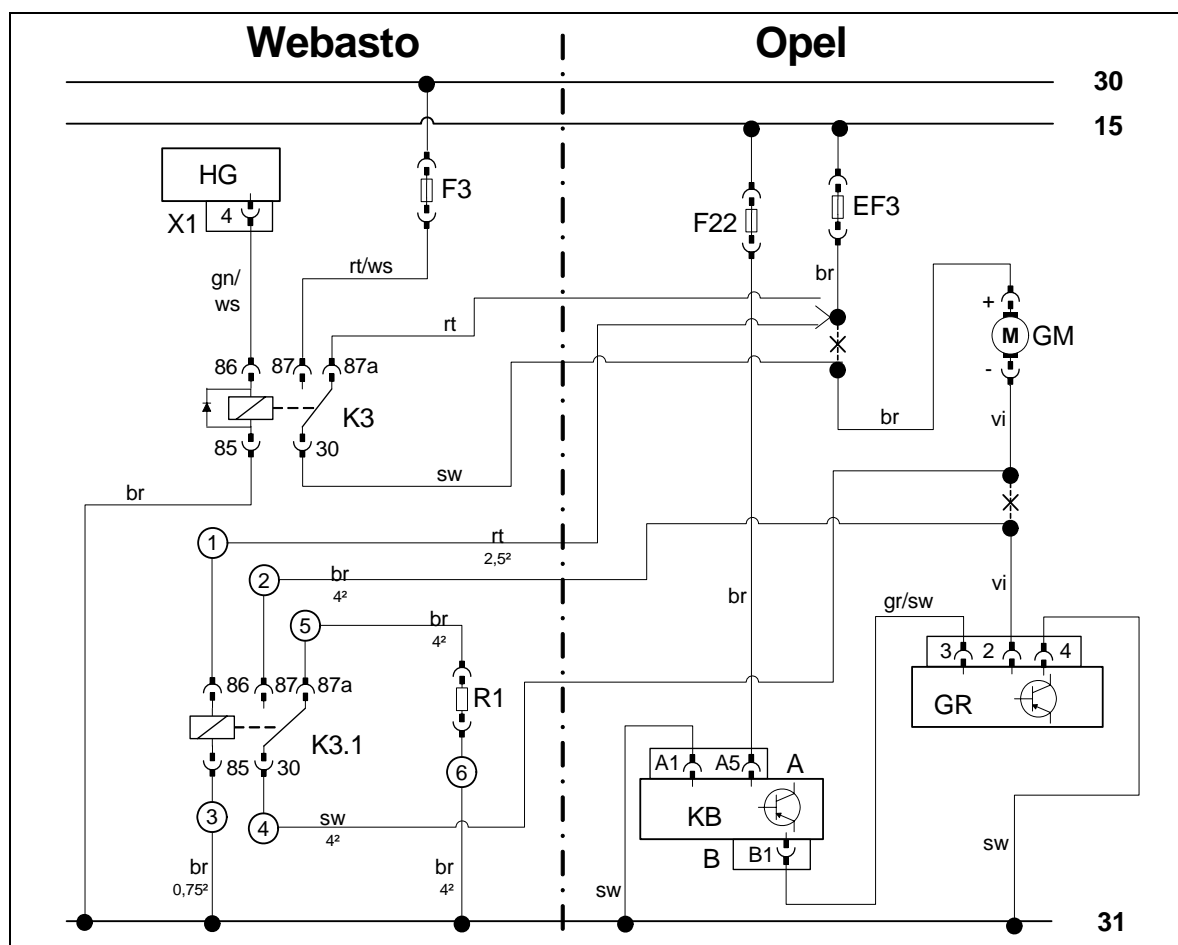 Webasto Opel
30
15
HG
F3
X1 4
F22
EF3
gn/
ws
rt/ws
br
rt
+
M GM
-
86 87 87a
K3
85 30
br
vi
sw
br
1
rt
2,5²
2
br
4²
br
gr/sw
vi
5
br
4²
3 2 4
86 87 87a
R1
GR
K3.1
85 30
6
A1 A5 A
3
4
sw
4²
KB
B B1
br
0,75²
br
4²
sw
sw
31